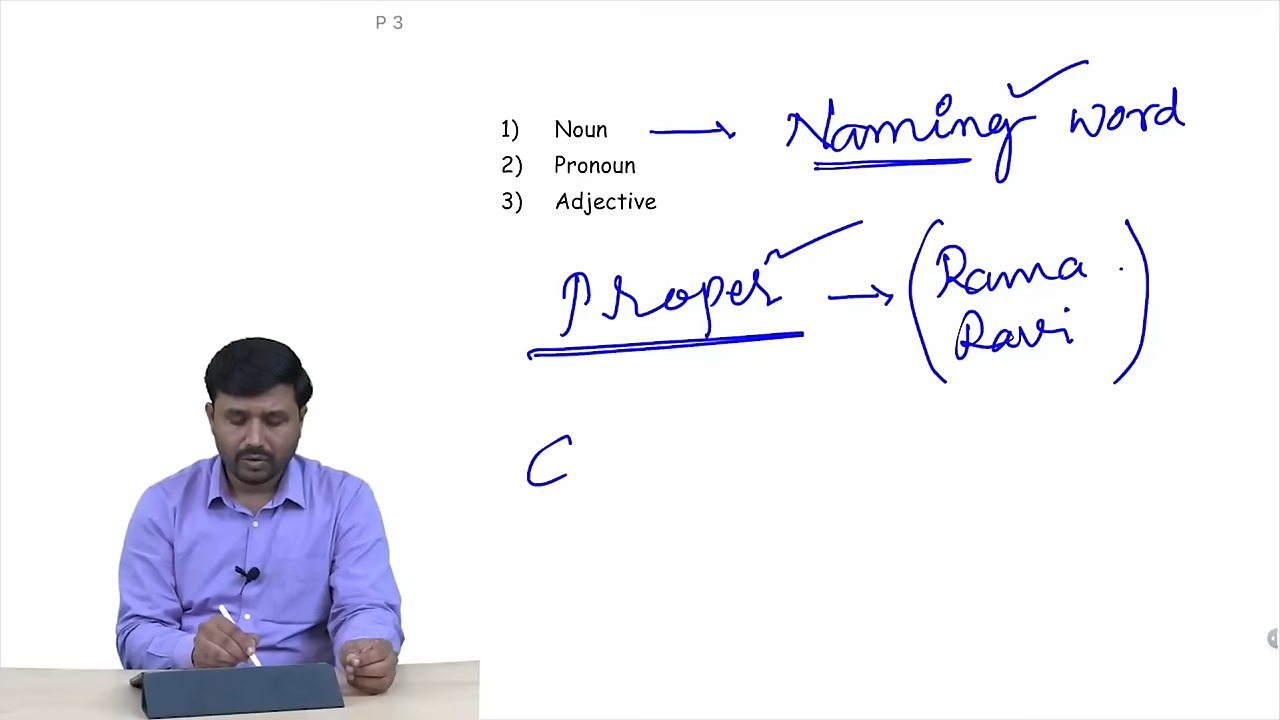 P 3
1) Noun → Naming word
2) Pronoun
3) Adjective
Proper → (Rama
Ravi)
C